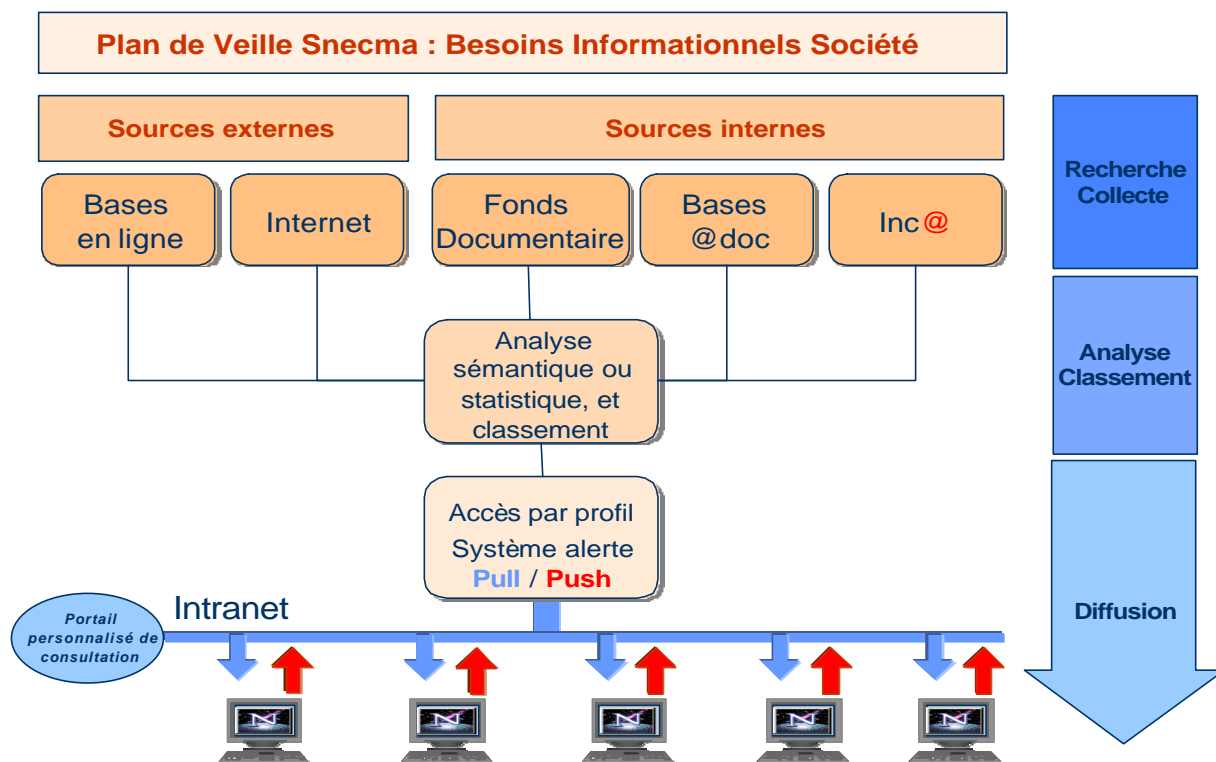 Plan de Veille Snecma : Besoins Informationnels Société
Sources externes
Sources internes
Bases
en ligne
Internet
Fonds
Documentaire
Bases
@doc
Inc@
Recherche
Collecte
Analyse
sémantique ou
statistique, et
classement
Analyse
Classement
Accès par profil
Système alerte
Pull / Push
Diffusion
Intranet
Portail
personnalisé de
consultation